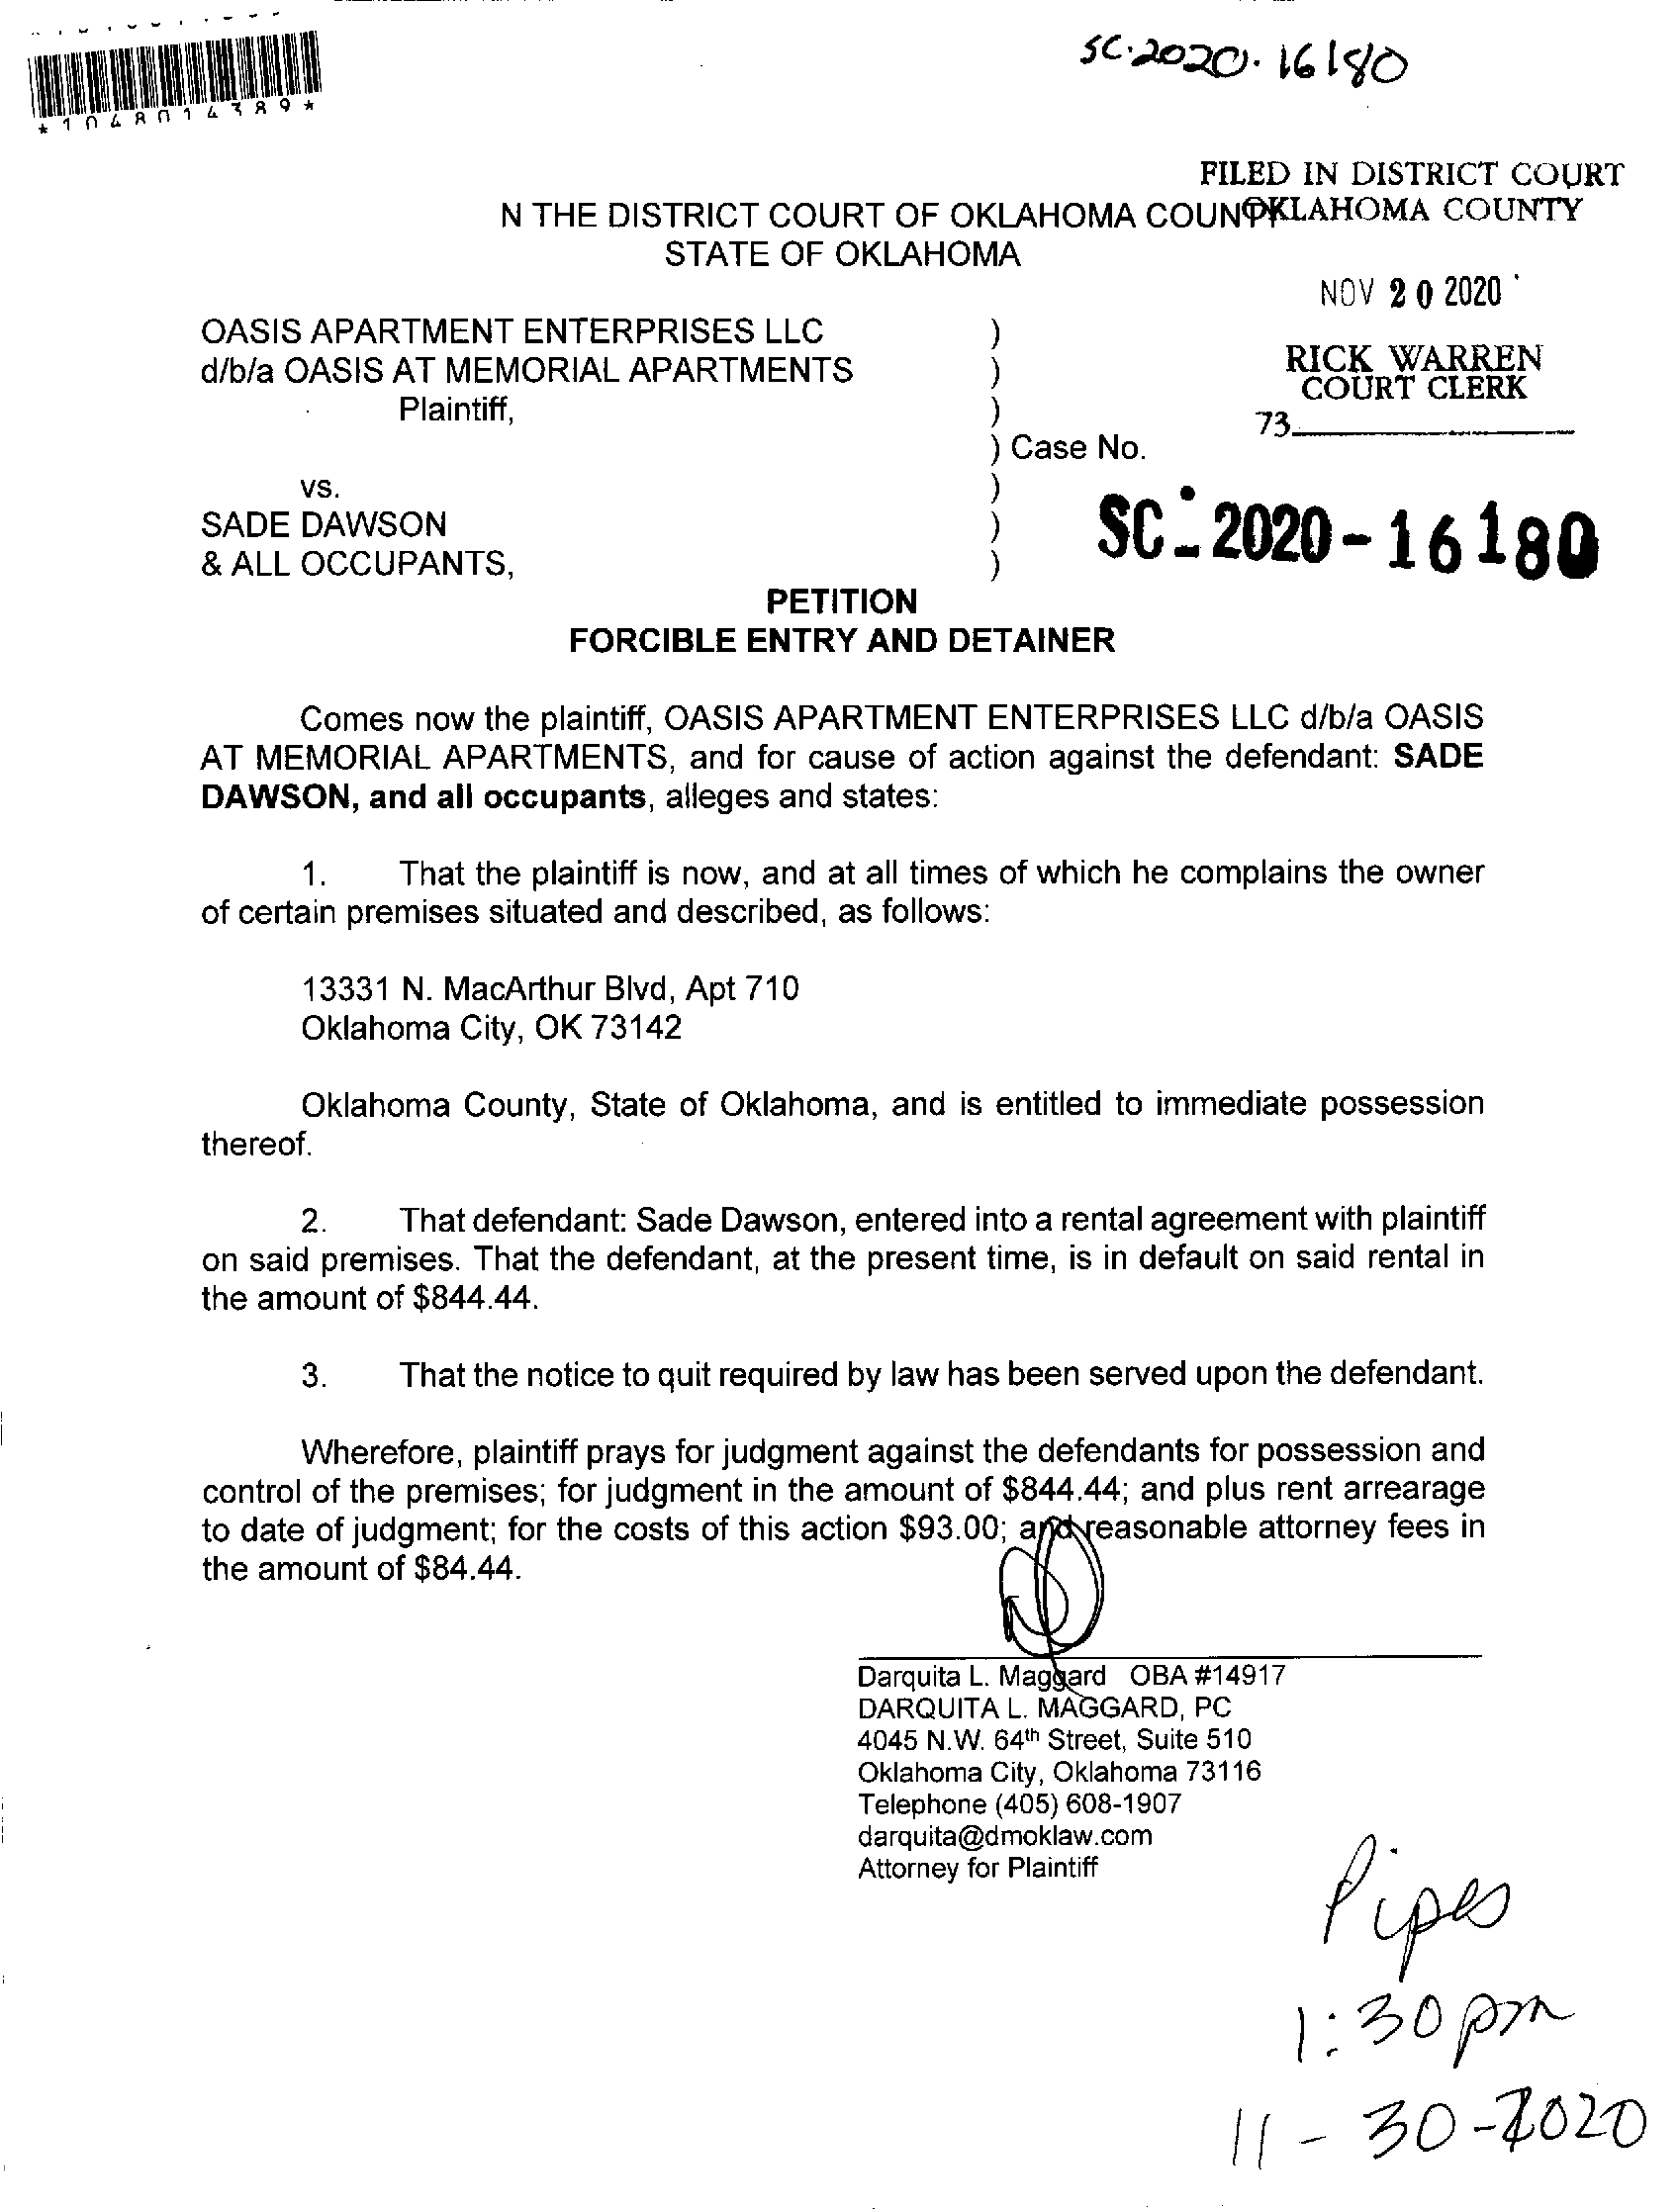 *1048014389*
SC-2020-16180
FILED IN DISTRICT COURT
OKLAHOMA COUNTY
N THE DISTRICT COURT OF OKLAHOMA COUNTY
STATE OF OKLAHOMA
NOV 20 2020
OASIS APARTMENT ENTERPRISES LLC )
d/b/a OASIS AT MEMORIAL APARTMENTS )
RICK WARREN
COURT CLERK
Plaintiff, )
73
) Case No.
vs. )
SADE DAWSON )
SC-2020-16180
& ALL OCCUPANTS, )
PETITION
FORCIBLE ENTRY AND DETAINER
Comes now the plaintiff, OASIS APARTMENT ENTERPRISES LLC d/b/a OASIS
AT MEMORIAL APARTMENTS, and for cause of action against the defendant: SADE
DAWSON, and all occupants, alleges and states:
1. That the plaintiff is now, and at all times of which he complains the owner
of certain premises situated and described, as follows:
13331 N. MacArthur Blvd, Apt 710
Oklahoma City, OK 73142
Oklahoma County, State of Oklahoma, and is entitled to immediate possession
thereof.
2. That defendant: Sade Dawson, entered into a rental agreement with plaintiff
on said premises. That the defendant, at the present time, is in default on said rental in
the amount of $844.44.
3. That the notice to quit required by law has been served upon the defendant.
Wherefore, plaintiff prays for judgment against the defendants for possession and
control of the premises; for judgment in the amount of $844.44; and plus rent arrearage
to date of judgment; for the costs of this action $93.00; and reasonable attorney fees in
the amount of $84.44.
Darquita L. Maggard OBA #14917
DARQUITA L. MAGGARD, PC
4045 N.W. 64th Street, Suite 510
Oklahoma City, Oklahoma 73116
Telephone (405) 608-1907
darquita@dmoklaw.com
Attorney for Plaintiff
Pipes
1:30pm
11-30-2020